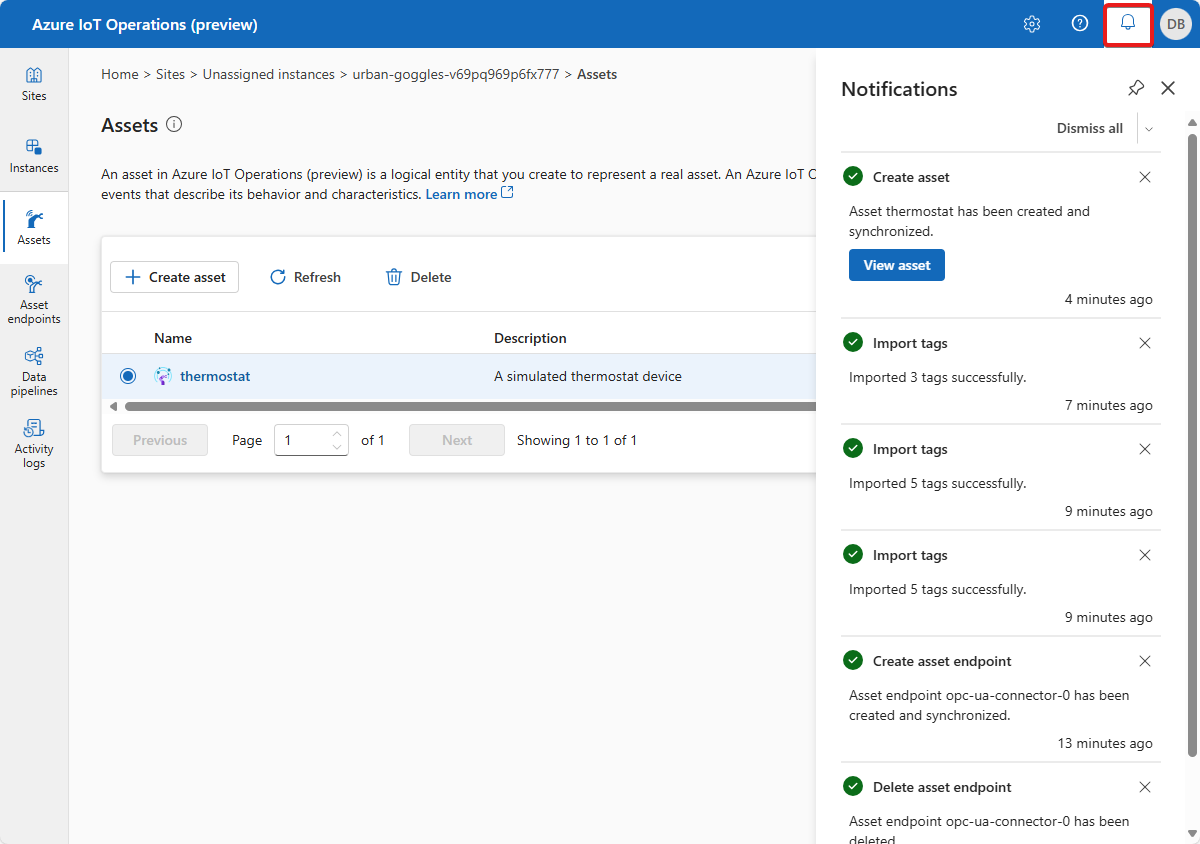 Azure IoT Operations (preview)
DB
Sites
Instances
Assets
Asset
endpoints
Data
pipelines
Activity
logs
Home > Sites > Unassigned instances > urban-goggles-v69pq969p6fx777 > Assets
Assets
An asset in Azure IoT Operations (preview) is a logical entity that you create to represent a real asset. An Azure IoT O
events that describe its behavior and characteristics. Learn more
Create asset
Refresh
Delete
Name
Description
thermostat
A simulated thermostat device
Previous
Page
1
of 1
Next
Showing 1 to 1 of 1
Notifications
Dismiss all
Create asset
Asset thermostat has been created and
synchronized.
View asset
4 minutes ago
Import tags
Imported 3 tags successfully.
7 minutes ago
Import tags
Imported 5 tags successfully.
9 minutes ago
Import tags
Imported 5 tags successfully.
9 minutes ago
Create asset endpoint
Asset endpoint opc-ua-connector-0 has been
created and synchronized.
13 minutes ago
Delete asset endpoint
Asset endpoint opc-ua-connector-0 has been
deleted.